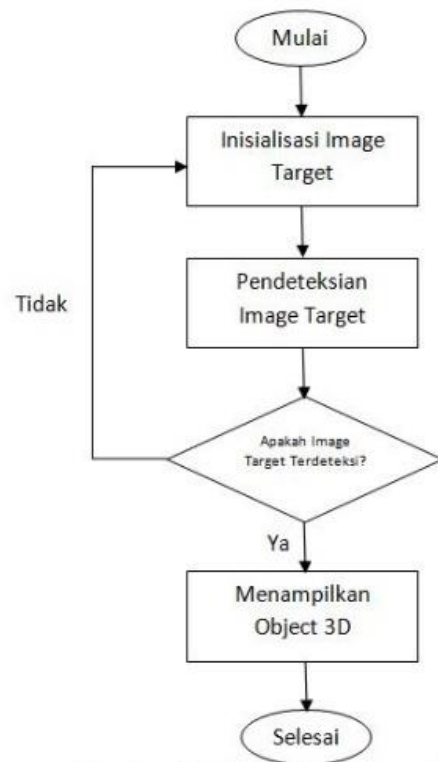 Mulai
Inisialisasi Image
Target
Pendeteksian
Image Target
Tidak
Apakah Image
Target Terdeteksi?
Ya
Menampilkan
Object 3D
Selesai